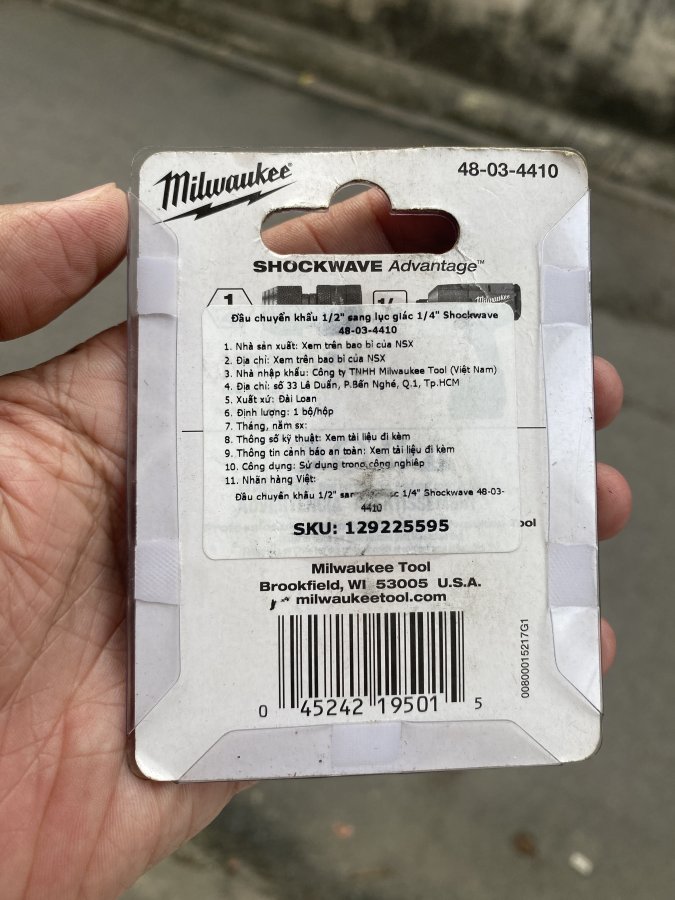 Milwaukee®
48-03-4410
SHOCKWAVE Advantage™
1
Milwaukee
Đầu chuyển khẩu 1/2" sang lục giác 1/4" Shockwave
48-03-4410
1. Nhà sản xuất: Xem trên bao bì của NSX
2. Địa chỉ: Xem trên bao bì của NSX
3. Nhà nhập khẩu: Công ty TNHH Milwaukee Tool (Việt Nam)
4. Địa chỉ: số 33 Lê Duẩn, P.Bến Nghé, Q.1, Tp.HCM
5. Xuất xứ: Đài Loan
6. Định lượng: 1 bộ/hộp
7. Tháng, năm sx:
8. Thông số kỹ thuật: Xem tài liệu đi kèm
9. Thông tin cảnh báo an toàn: Xem tài liệu đi kèm
10. Công dụng: Sử dụng trong công nghiệp
11. Nhãn hàng Việt:
Đầu chuyển khẩu 1/2" 1/4" Shockwave 48-03-
4410
SKU: 129225595
Milwaukee Tool
Brookfield, WI 53005 U.S.A.
milwaukeetool.com
00800015217G1
0 45242 19501 5